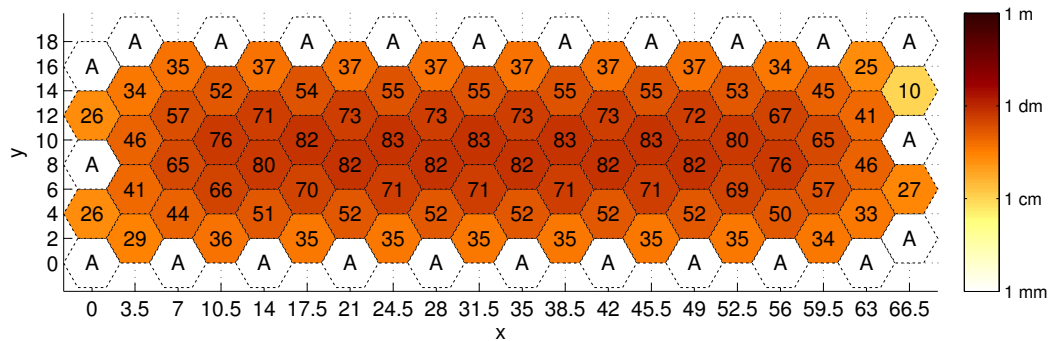 18 A A A A A A A A A A 1 m
16 A 35 37 37 37 37 37 37 34 25
14 34 52 54 55 55 55 55 53 45 10
12 26 57 71 73 73 73 73 72 67 41 1 dm
10 46 76 82 83 83 83 83 80 65 A
8 A 65 80 82 82 82 82 82 76 46
6 41 66 70 71 71 71 71 69 57 27
4 26 44 51 52 52 52 52 52 50 33 1 cm
2 29 36 35 35 35 35 35 35 34 A
0 A A A A A A A A A A
1 mm
y
0 3.5 7 10.5 14 17.5 21 24.5 28 31.5 35 38.5 42 45.5 49 52.5 56 59.5 63 66.5
x